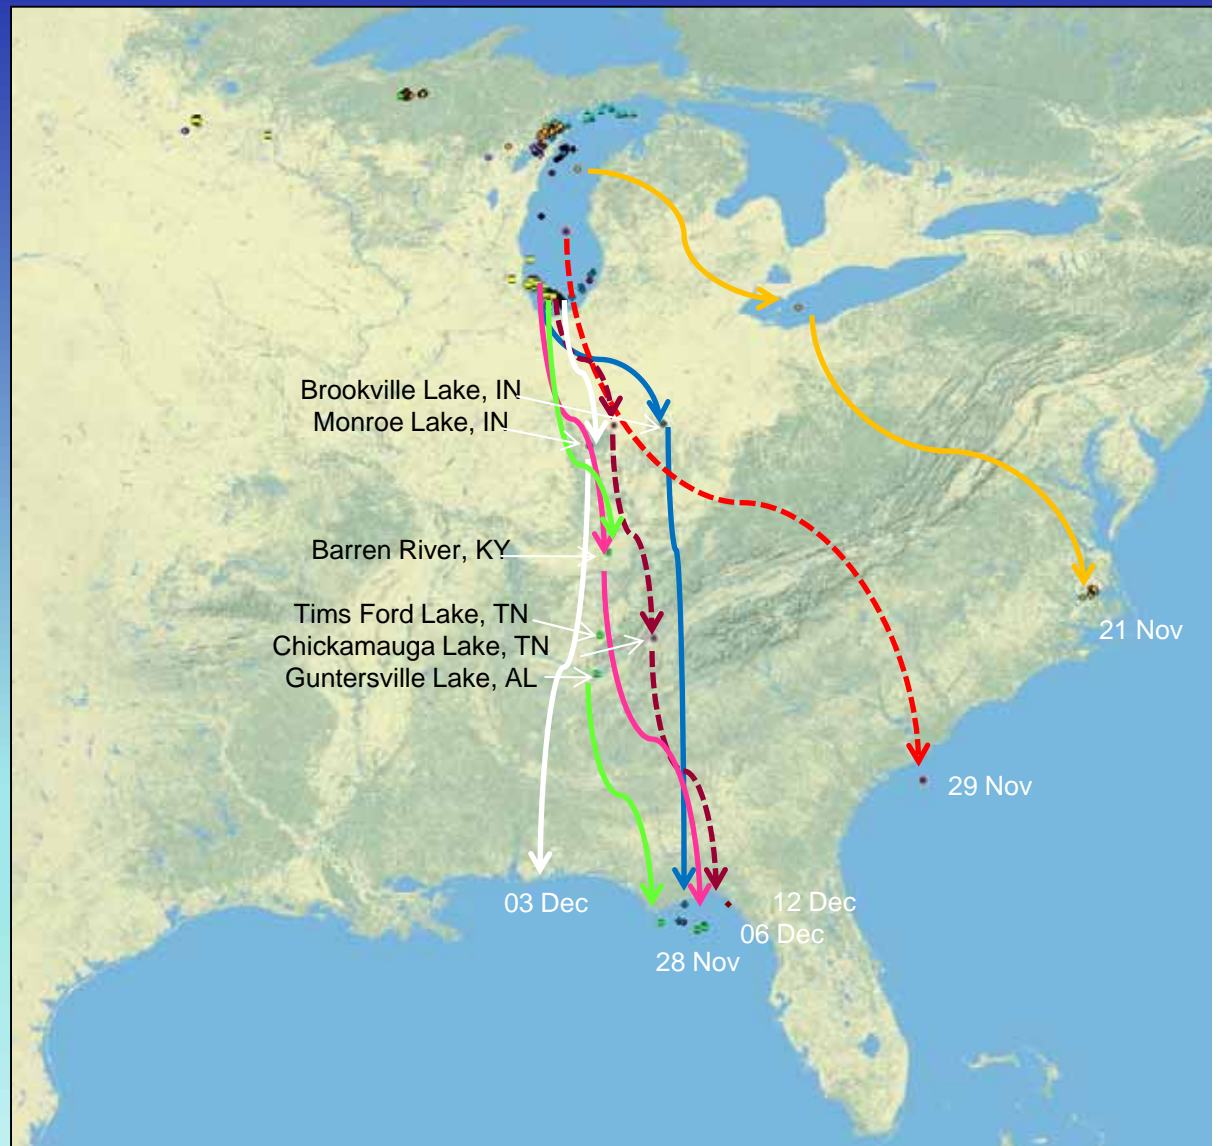 Brookville Lake, IN
Monroe Lake, IN
Barren River, KY
Tims Ford Lake, TN
Chickamauga Lake, TN
Guntersville Lake, AL
21 Nov
29 Nov
03 Dec
12 Dec
06 Dec
28 Nov